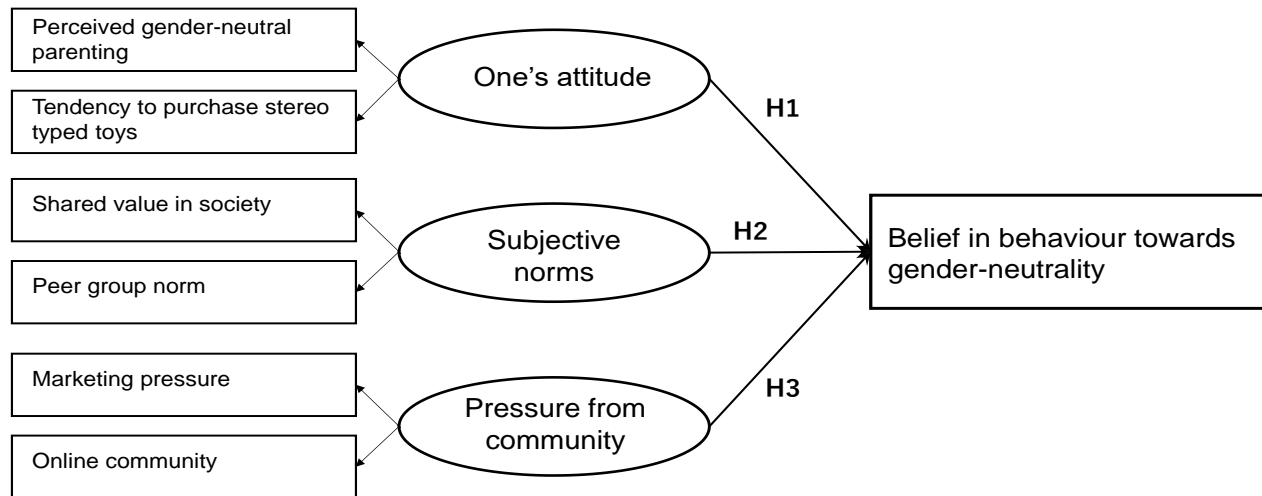 Perceived gender-neutral
parenting
Tendency to purchase stereo
typed toys
Shared value in society
Peer group norm
Marketing pressure
Online community
One’s attitude
Subjective
norms
Pressure from
community
H1
H2
H3
Belief in behaviour towards
gender-neutrality